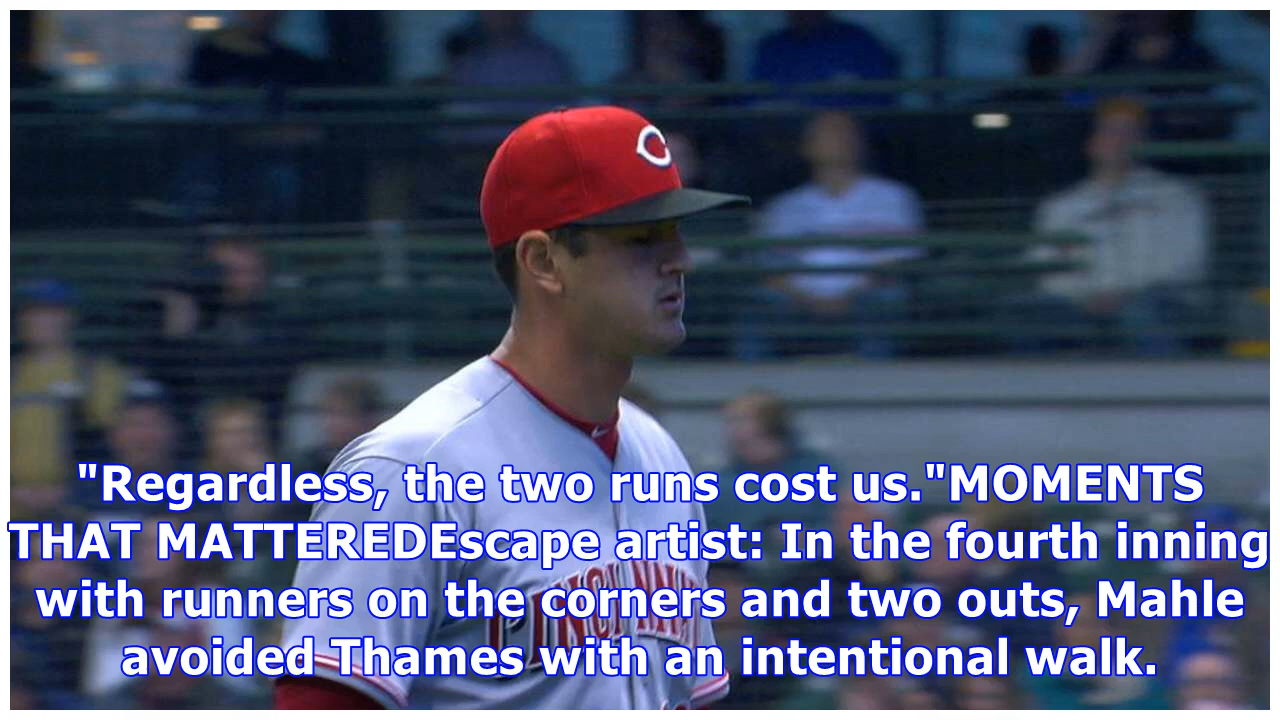 C
CINCINNATI
"Regardless, the two runs cost us."MOMENTS
THAT MATTEREDEscape artist: In the fourth inning
with runners on the corners and two outs, Mahle
avoided Thames with an intentional walk.